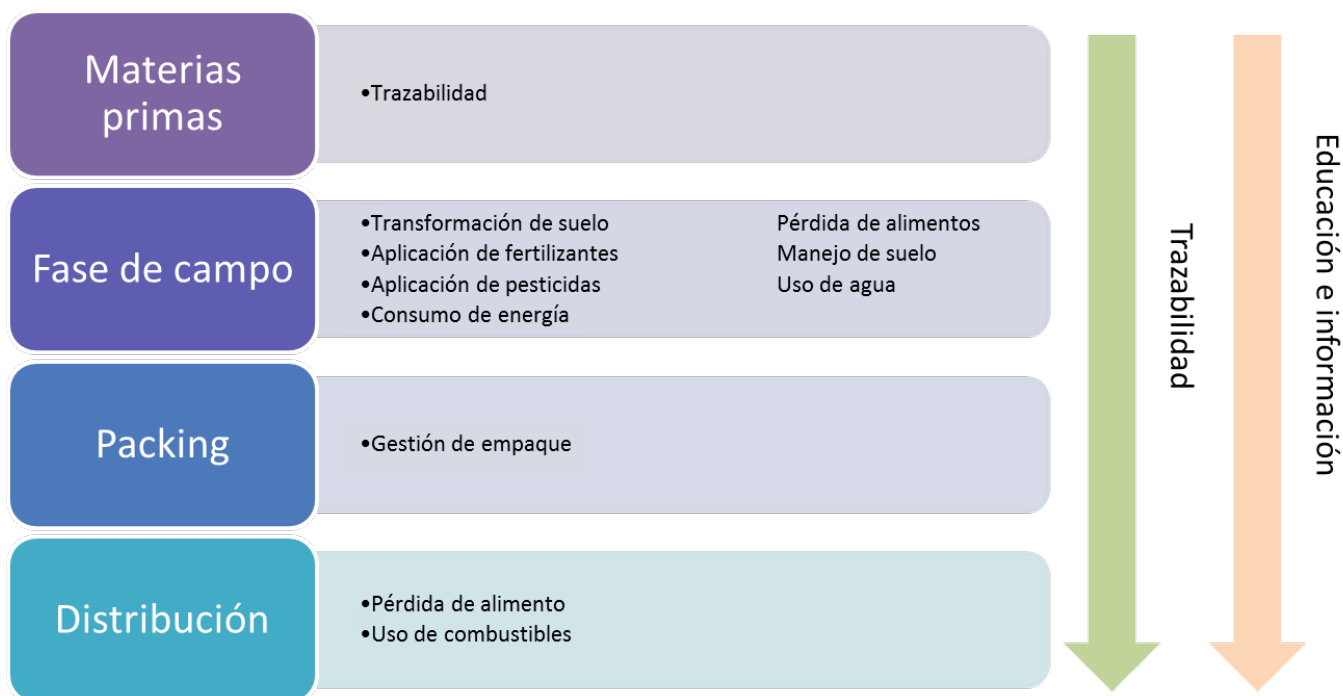 Materias
primas
•Trazabilidad
Fase de campo
•Transformación de suelo
•Aplicación de fertilizantes
•Aplicación de pesticidas
•Consumo de energía
Pérdida de alimentos
Manejo de suelo
Uso de agua
Packing
•Gestión de empaque
Distribución
•Pérdida de alimento
•Uso de combustibles
Trazabilidad
Educación e información